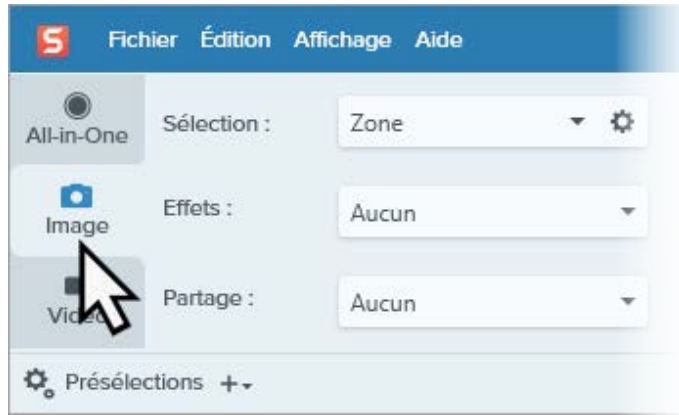 S Fichier Édition Affichage Aide
All-in-One
Sélection :
Zone
Image
Effets :
Aucun
Partage :
Aucun
Présélections +